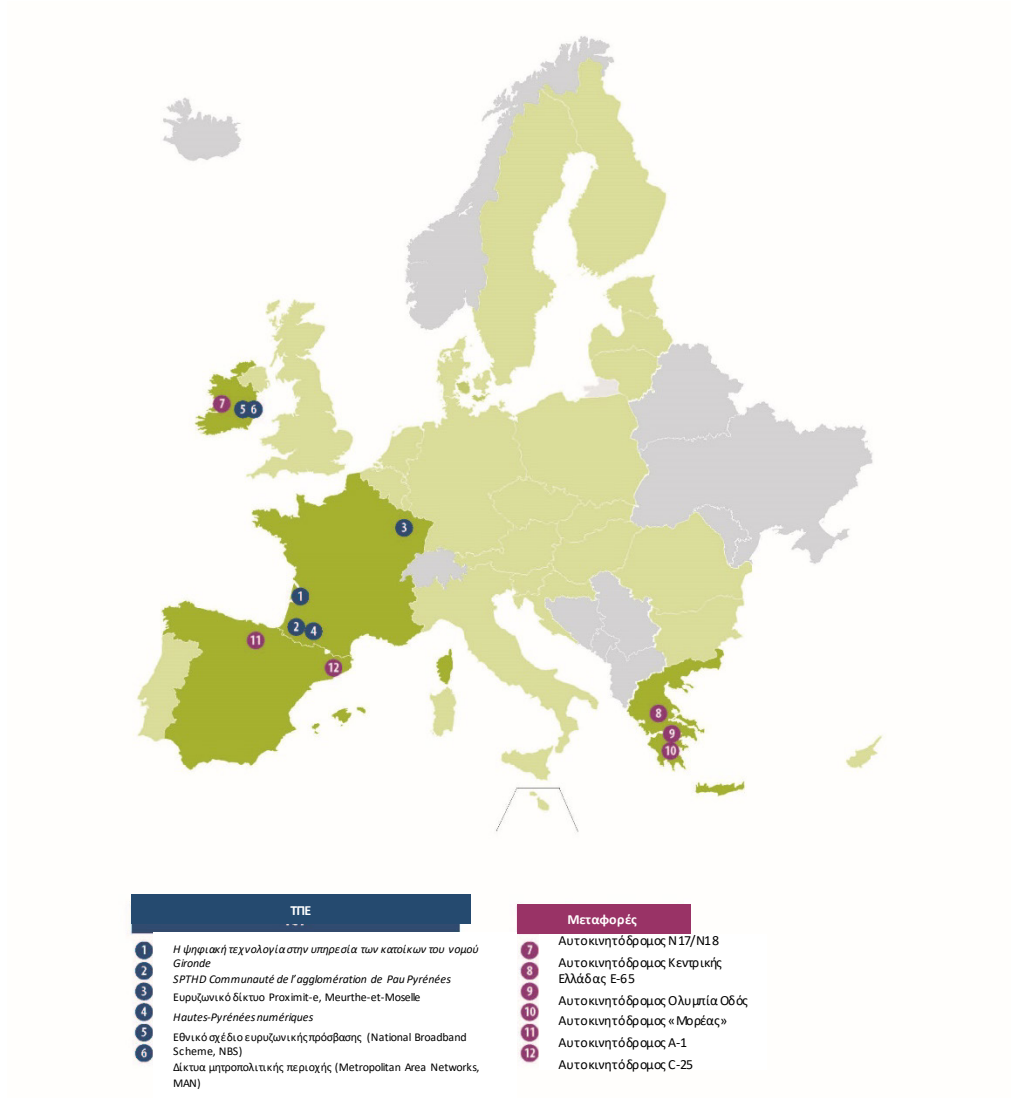 7
5
6
3
1
2
4
11
12
8
9
10
ΤΠΕ
1
Η ψηφιακή τεχνολογία στην υπηρεσία των κατοίκων του νομού
Gironde
2
SPTHD Communauté de l'agglomération de Pau Pyrénées
3
Ευρυζωνικό δίκτυο Proximit-e, Meurthe-et-Moselle
4
Hautes-Pyrénées numériques
5
Εθνικό σχέδιο ευρυζωνικής πρόσβασης (National Broadband
Scheme, NBS)
6
Δίκτυα μητροπολιτικής περιοχής (Metropolitan Area Networks,
MAN)
Μεταφορές
7
Αυτοκινητόδρομος N17/N18
8
Αυτοκινητόδρομος Κεντρικής
Ελλάδας E-65
9
Αυτοκινητόδρομος Ολυμπία Οδός
10
Αυτοκινητόδρομος «Μορέας»
11
Αυτοκινητόδρομος A-1
12
Αυτοκινητόδρομος C-25